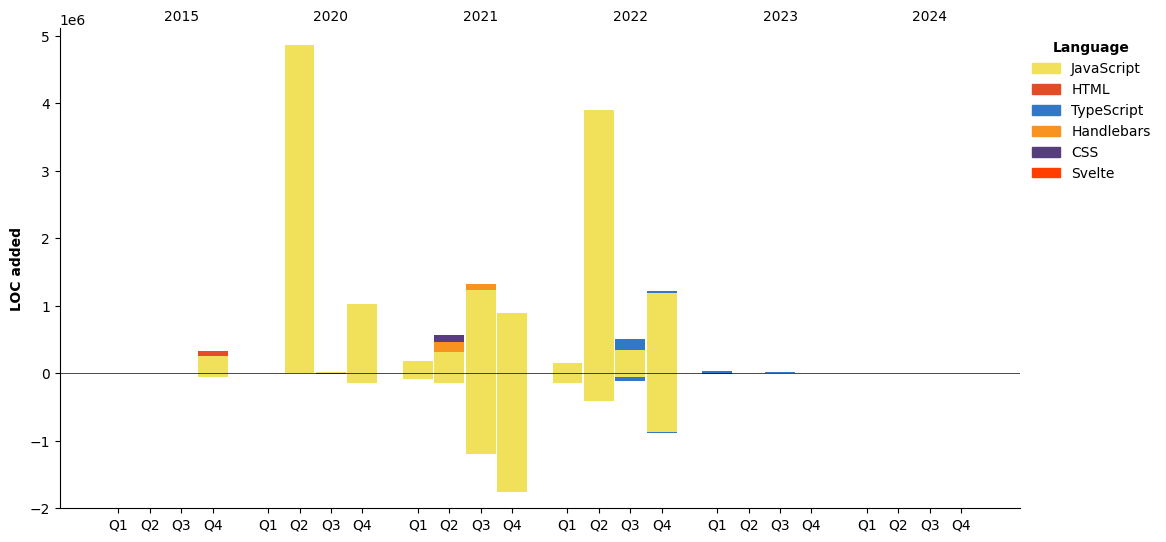 1e6
2015 2020 2021 2022 2023 2024
Language
JavaScript
HTML
TypeScript
Handlebars
CSS
Svelte
LOC added
5
4
3
2
1
0
−1
−2
Q1 Q2 Q3 Q4 Q1 Q2 Q3 Q4 Q1 Q2 Q3 Q4 Q1 Q2 Q3 Q4 Q1 Q2 Q3 Q4 Q1 Q2 Q3 Q4